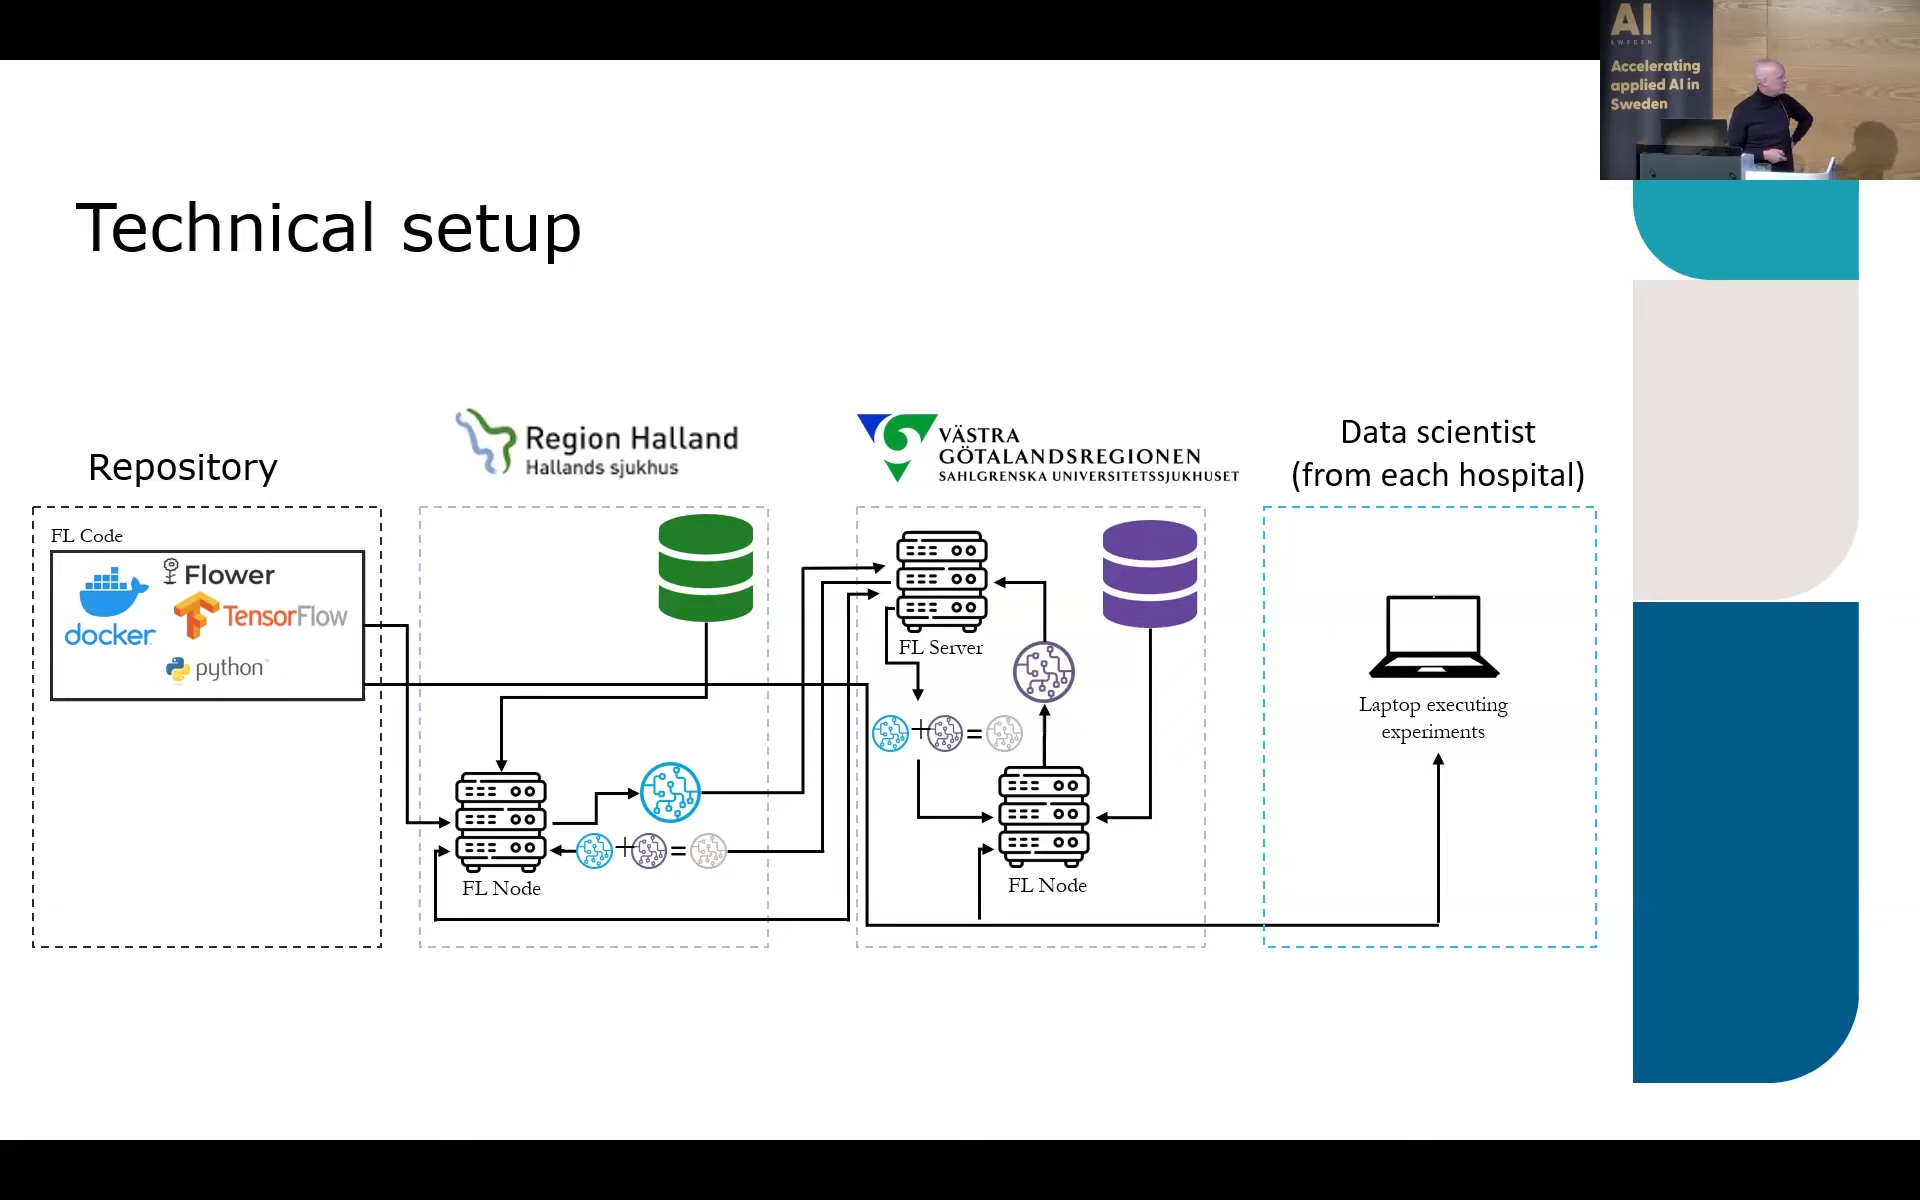 AI
SWEDEN
Accelerating
applied AI in
Sweden
Technical setup
Repository
Region Halland
Hallands sjukhus
VÄSTRA
GÖTALANDSREGIONEN
SAHLGRENSKA UNIVERSITETSSJUKHUSET
Data scientist
(from each hospital)
FL Code
docker
Flower
TensorFlow
python™
FL Server
Laptop executing
experiments
+ =
+ =
FL Node
FL Node